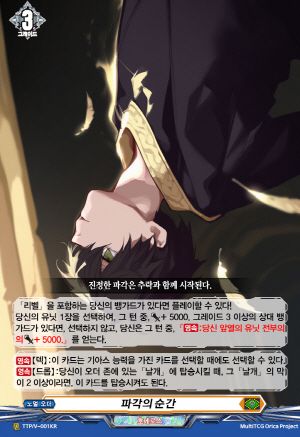 3
그레이드
진정한 파각은 추락과 함께 시작된다.
「리벨」을 포함하는 당신의 뱅가드가 있다면 플레이할 수 있다!
당신의 유닛 1장을 선택하여, 그 턴 중, + 5000. 그레이드 3 이상의 상대 뱅
가드가 있다면, 선택하지 않고, 당신은 그 턴 중, 「영속:당신 앞열의 유닛 전부의
의 + 5000.」를 얻는다.
영속【덱】:이 카드는 기아스 능력을 가진 카드를 선택할 때에도 선택할 수 있다.
영속【드롭】:당신이 오더 존에 있는 「날개」에 탑승시킬 때, 그 「날개」의 막
이 2 이상이라면, 이 카드를 탑승시켜도 된다.
노멀 오더
파각의 순간
TTP/V-001KR
MultiTCG Orica Project